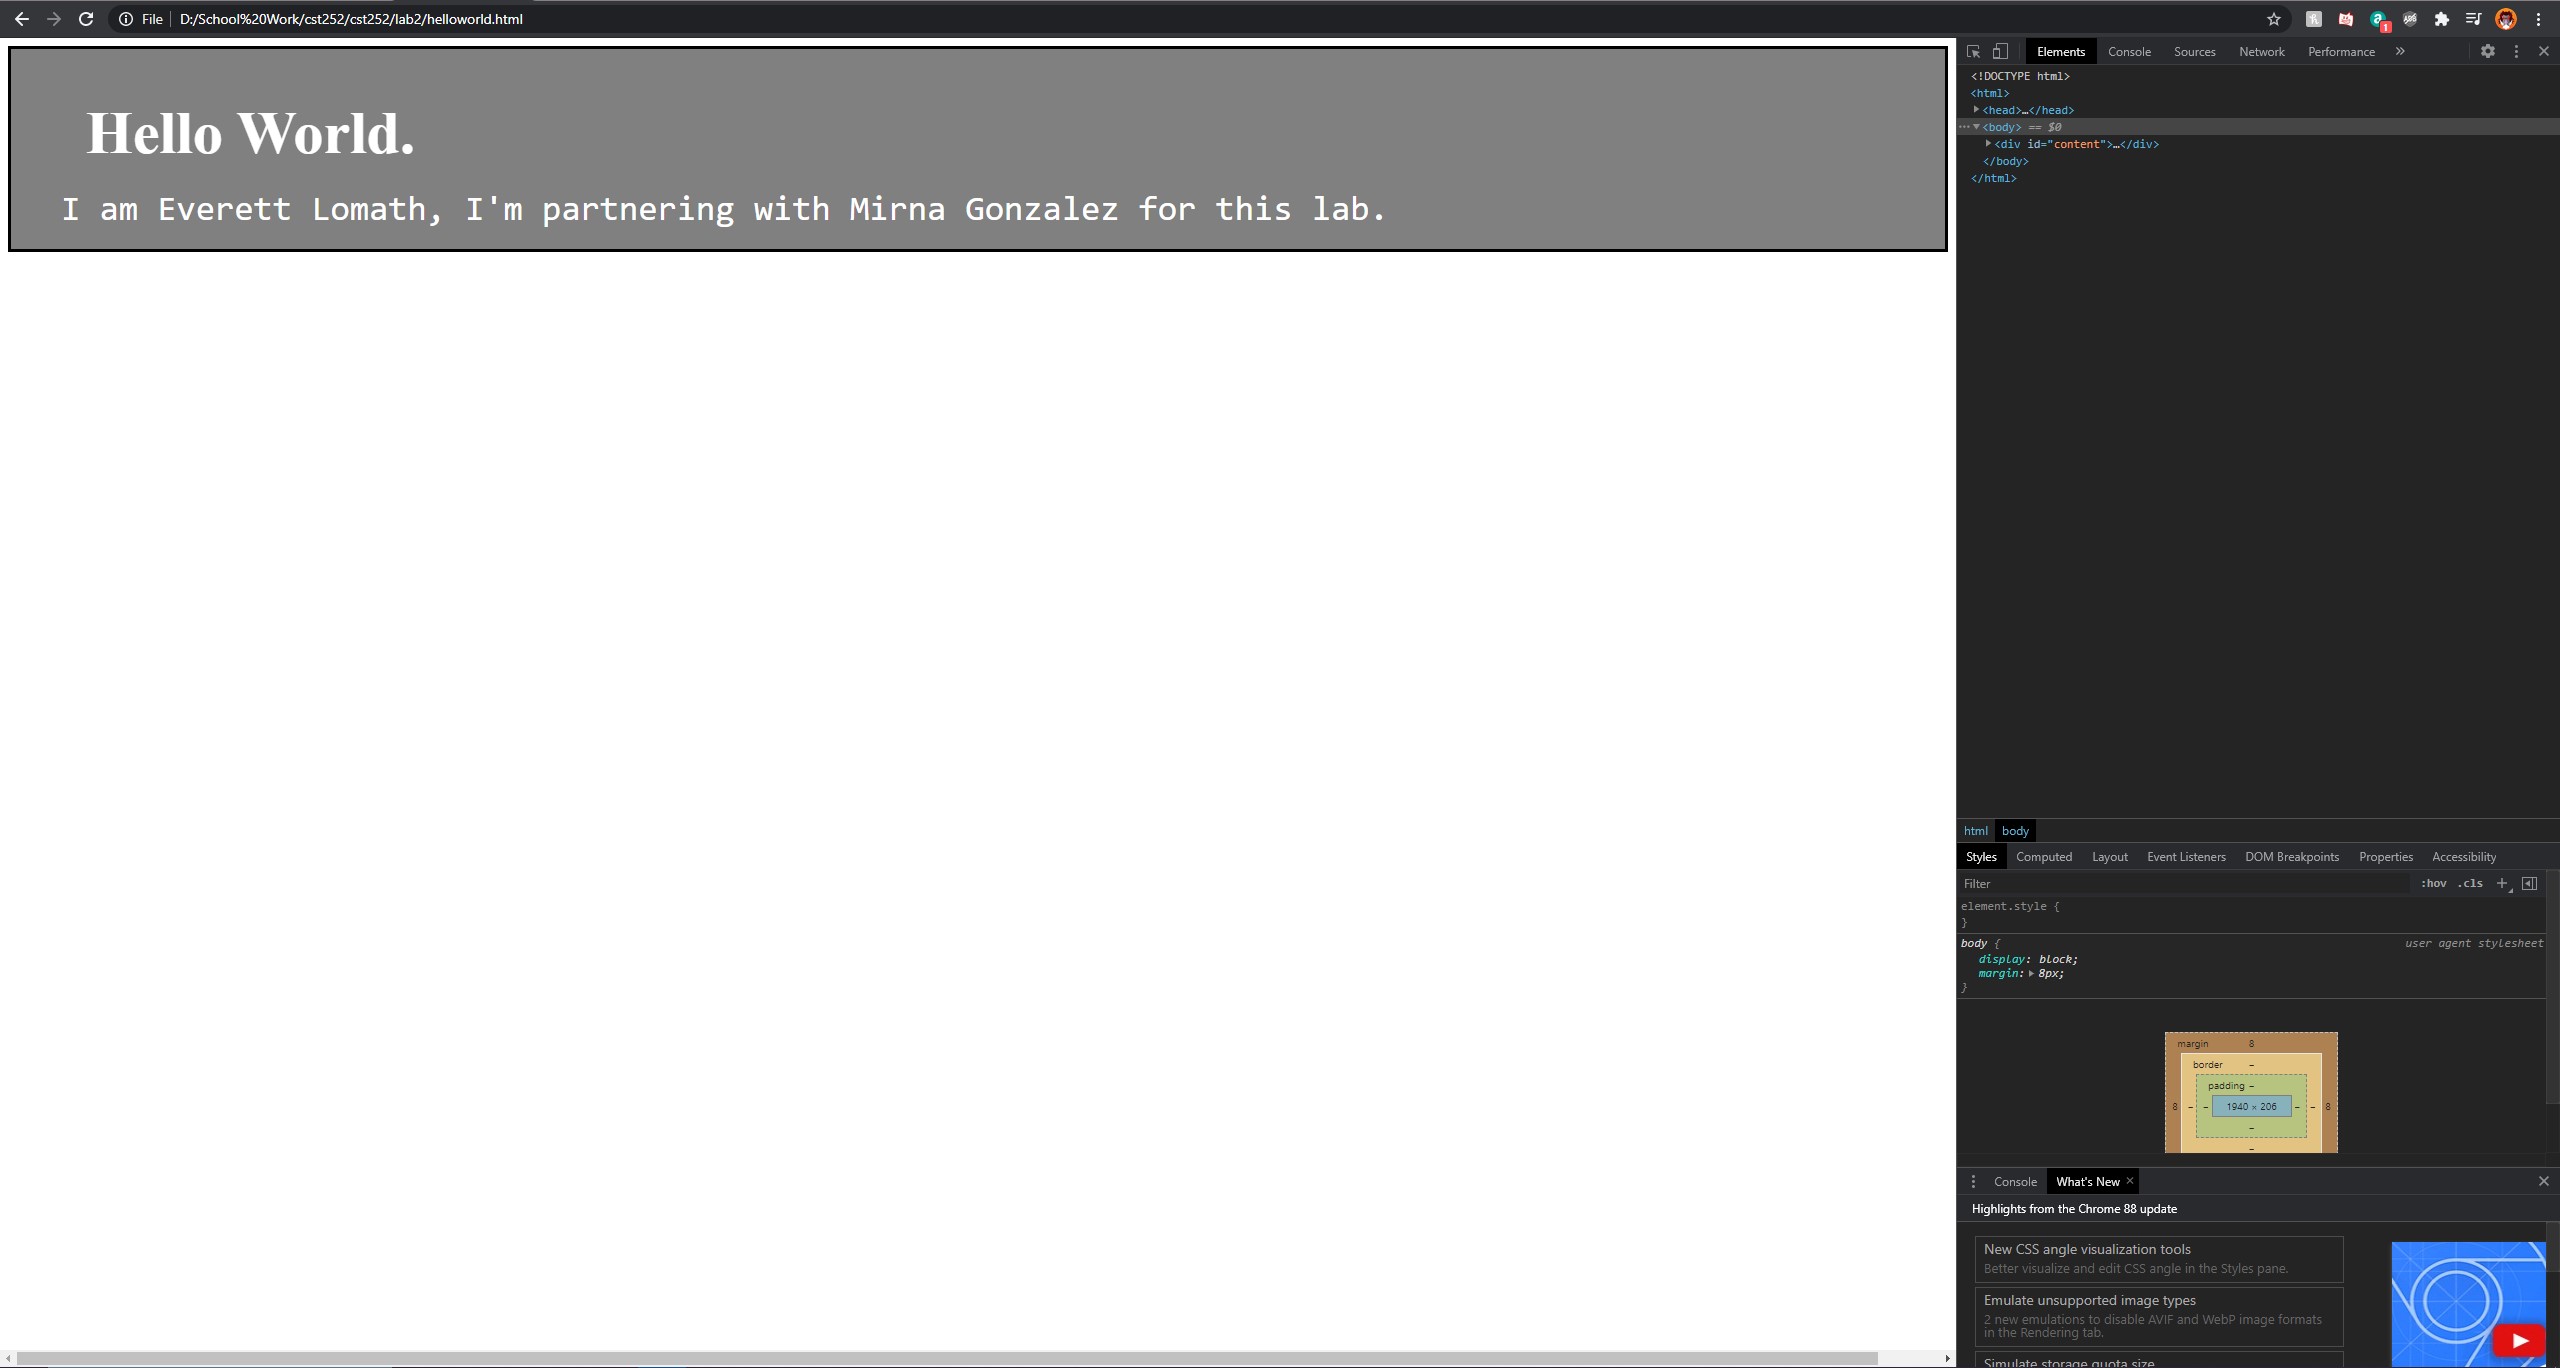 File D:/School%20Work/cst252/cst252/lab2/helloworld.html
1
Elements Console Sources Network Performance
Hello World.
I am Everett Lomath, I'm partnering with Mirna Gonzalez for this lab.
<!DOCTYPE html>
<html>
<head>…</head>
<body> == $0
<div id="content">…</div>
</body>
</html>
html body
Styles Computed Layout Event Listeners DOM Breakpoints Properties Accessibility
Filter :hov .cls
element.style {
}
body { user agent stylesheet
display: block;
margin: 8px;
}
margin 8
border –
padding –
8 – – 1940 × 206 – – 8
–
–
Console What's New
Highlights from the Chrome 88 update
New CSS angle visualization tools
Better visualize and edit CSS angle in the Styles pane.
Emulate unsupported image types
2 new emulations to disable AVIF and WebP image formats
in the Rendering tab.
Simulate storage quota size